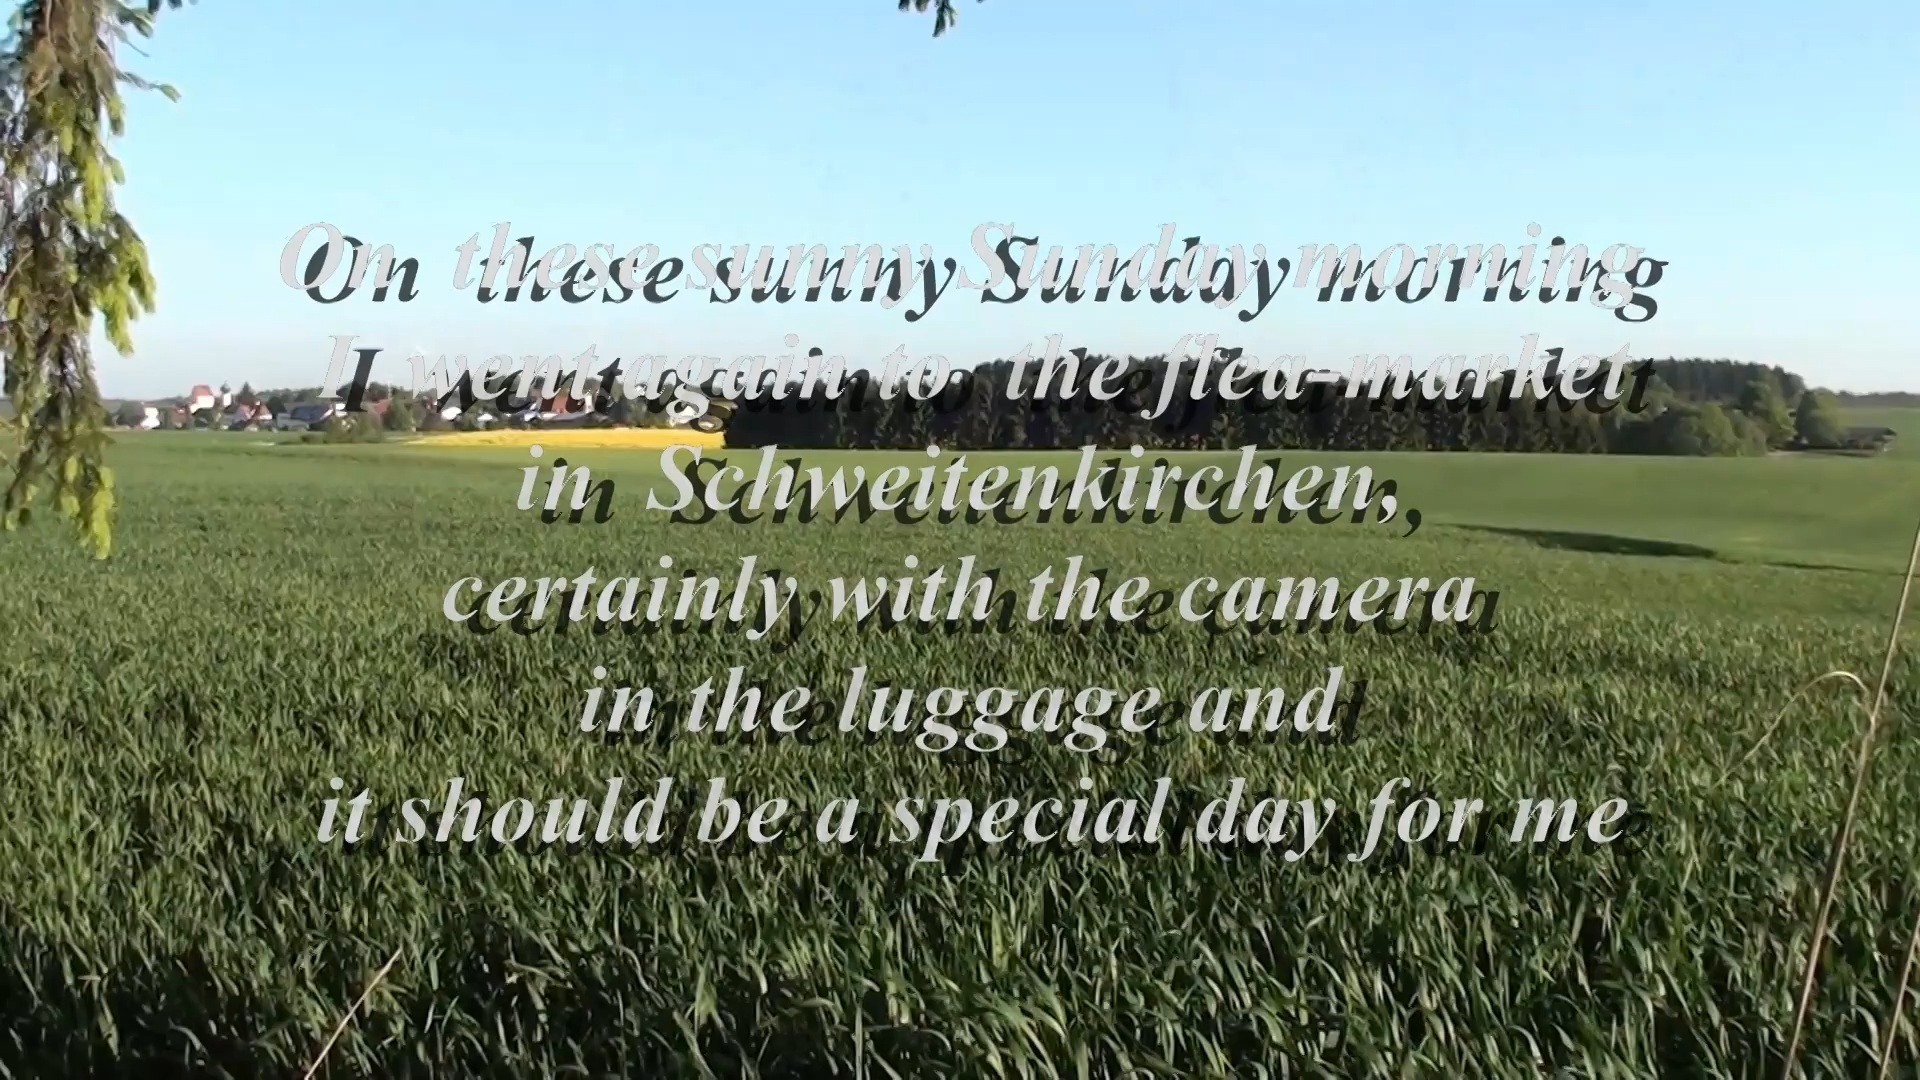 On these sunny Sunday morning
I went again to the flea-market
in Schweitenkirchen,
certainly with the camera
in the luggage and
it should be a special day for me